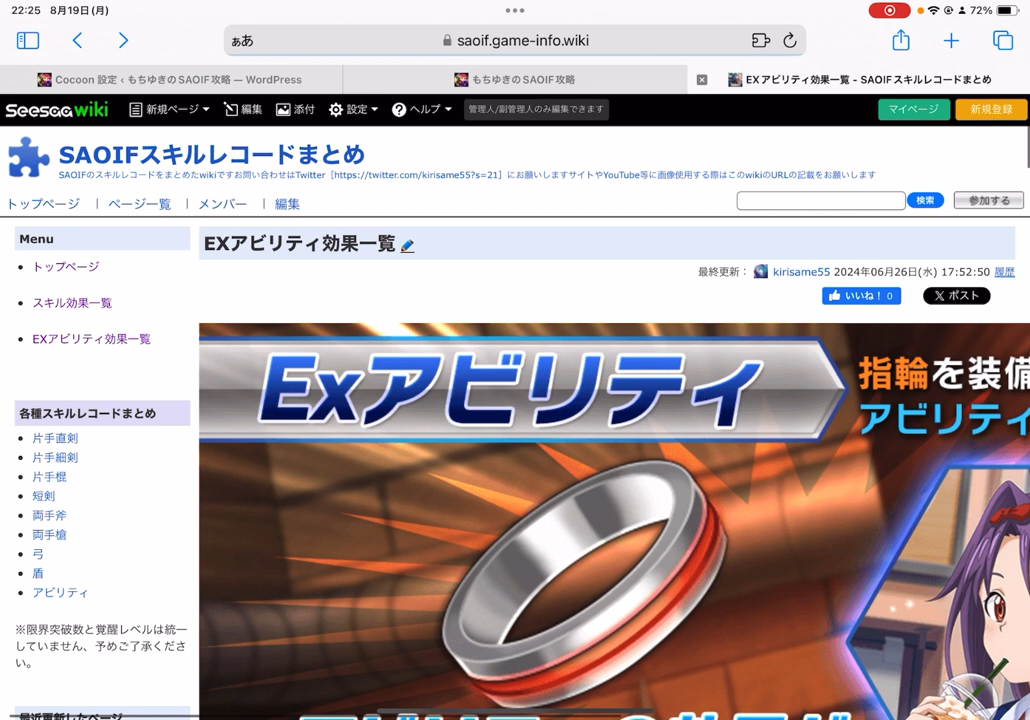 22:25 8月19日(月)
72%
ああ
saoif.game-info.wiki
Cocoon 設定 ‹ もちゆきのSAOIF攻略 — WordPress
もちゆきのSAOIF攻略
EXアビリティ効果一覧 - SAOIFスキルレコードまとめ
Seesaa wiki
新規ページ
編集
添付
設定
ヘルプ
管理人/副管理人のみ編集できます
マイページ
新規登録
SAOIFスキルレコードまとめ
SAOIFのスキルレコードをまとめたwikiですお問い合わせはTwitter［https://twitter.com/kirisame55?s=21］にお願いしますサイトやYouTube等に画像使用する際はこのwikiのURLの記載をお願いします
トップページ | ページ一覧 | メンバー | 編集
検索
参加する
Menu
トップページ
スキル効果一覧
EXアビリティ効果一覧
各種スキルレコードまとめ
片手直剣
片手細剣
片手棍
短剣
両手斧
両手槍
弓
盾
アビリティ
※限界突破数と覚醒レベルは統一
していません、予めご了承くださ
い。
最近更新したページ
EXアビリティ効果一覧
最終更新： kirisame55 2024年06月26日(水) 17:52:50 履歴
いいね！ 0
ポスト
Exアビリティ
指輪を装備
アビリティ